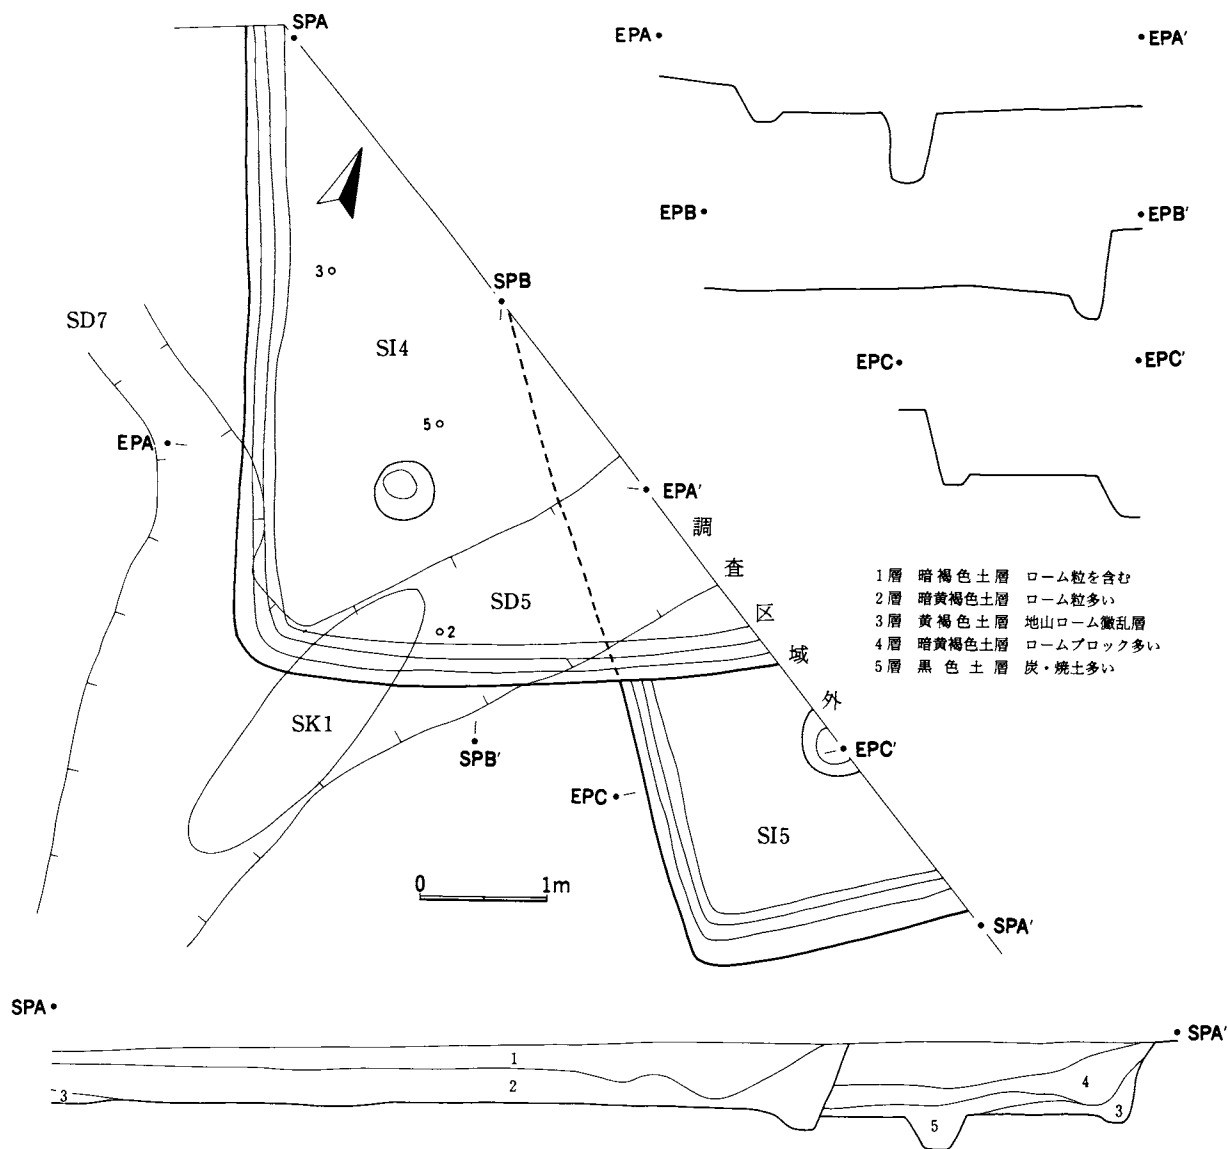 SPA
EPA
EPA′
SD7
3
SPB
SI4
EPB
EPB′
EPA
5
EPA′
EPC
EPC′
調査区域外
SD5
2
SK1
SPB′
EPC
EPC′
SI5
0 1m
SPA′
1層 暗褐色土層 ローム粒を含む
2層 暗黄褐色土層 ローム粒多い
3層 黄褐色土層 地山ローム攪乱層
4層 暗黄褐色土層 ロームブロック多い
5層 黒色土層 炭・焼土多い
SPA
SPA′
1
2
3
4
3
5